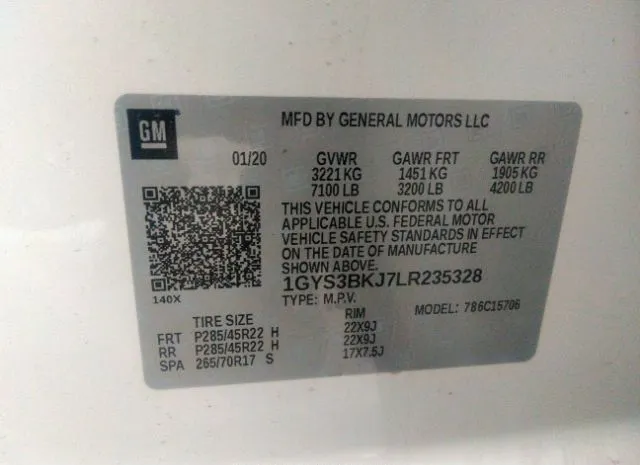 GM
MFD BY GENERAL MOTORS LLC
01/20 GVWR GAWR FRT GAWR RR
3221 KG 1451 KG 1905 KG
7100 LB 3200 LB 4200 LB
THIS VEHICLE CONFORMS TO ALL
APPLICABLE U.S. FEDERAL MOTOR
VEHICLE SAFETY STANDARDS IN EFFECT
ON THE DATE OF MANUFACTURE
SHOWN ABOVE.
1GYS3BKJ7LR235328
140X
TYPE: M.P.V. MODEL: 786C15706
TIRE SIZE RIM
FRT P285/45R22 H 22X9J
RR P285/45R22 H 22X9J
SPA 265/70R17 S 17X7.5J